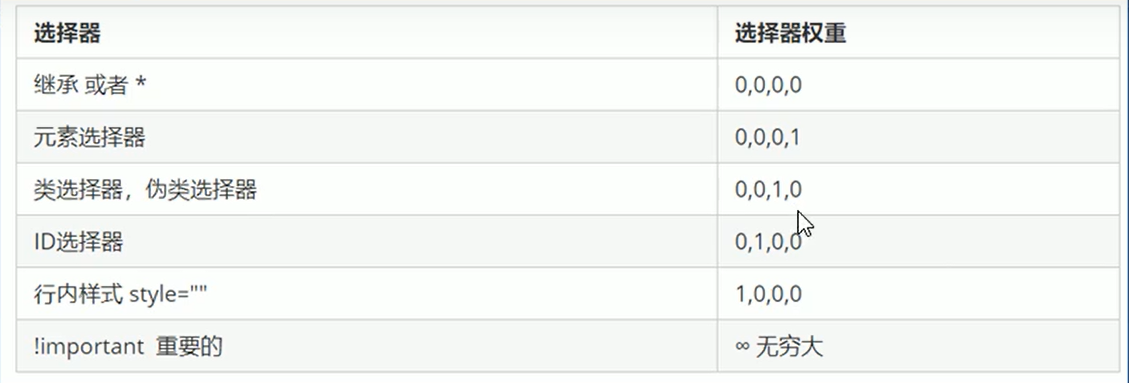 选择器 选择器权重
继承 或者 * 0,0,0,0
元素选择器 0,0,0,1
类选择器，伪类选择器 0,0,1,0
ID选择器 0,1,0,0
行内样式 style="" 1,0,0,0
!important 重要的 ∞ 无穷大